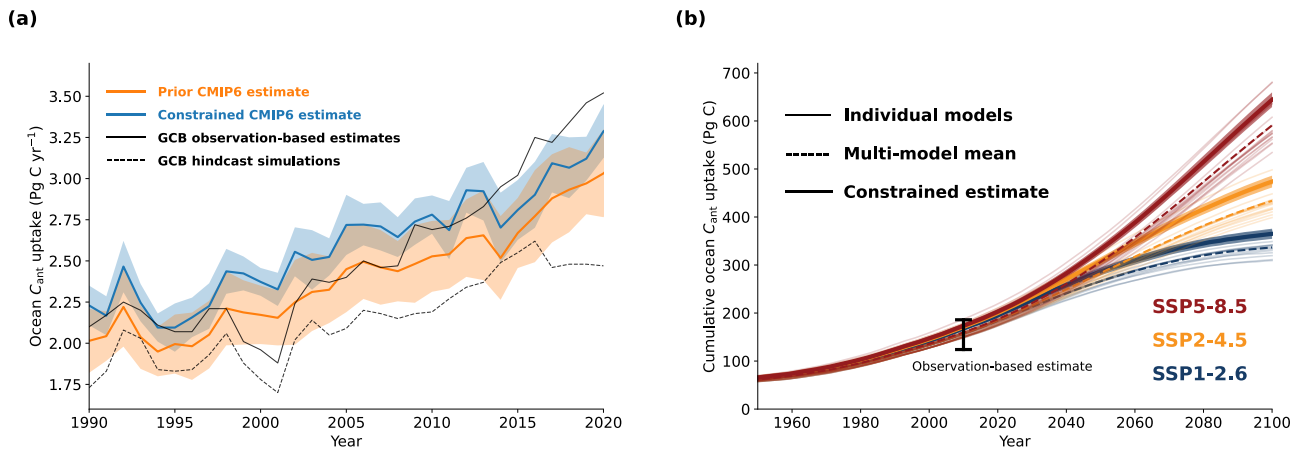 (a)
Prior CMIP6 estimate
Constrained CMIP6 estimate
GCB observation-based estimates
GCB hindcast simulations
Ocean Cant uptake (Pg C yr−1)
3.50
3.25
3.00
2.75
2.50
2.25
2.00
1.75
1990
1995
2000
2005
2010
2015
2020
Year
(b)
Individual models
Multi-model mean
Constrained estimate
Cumulative ocean Cant uptake (Pg C)
700
600
500
400
300
200
100
0
Observation-based estimate
SSP5-8.5
SSP2-4.5
SSP1-2.6
1960
1980
2000
2020
2040
2060
2080
2100
Year